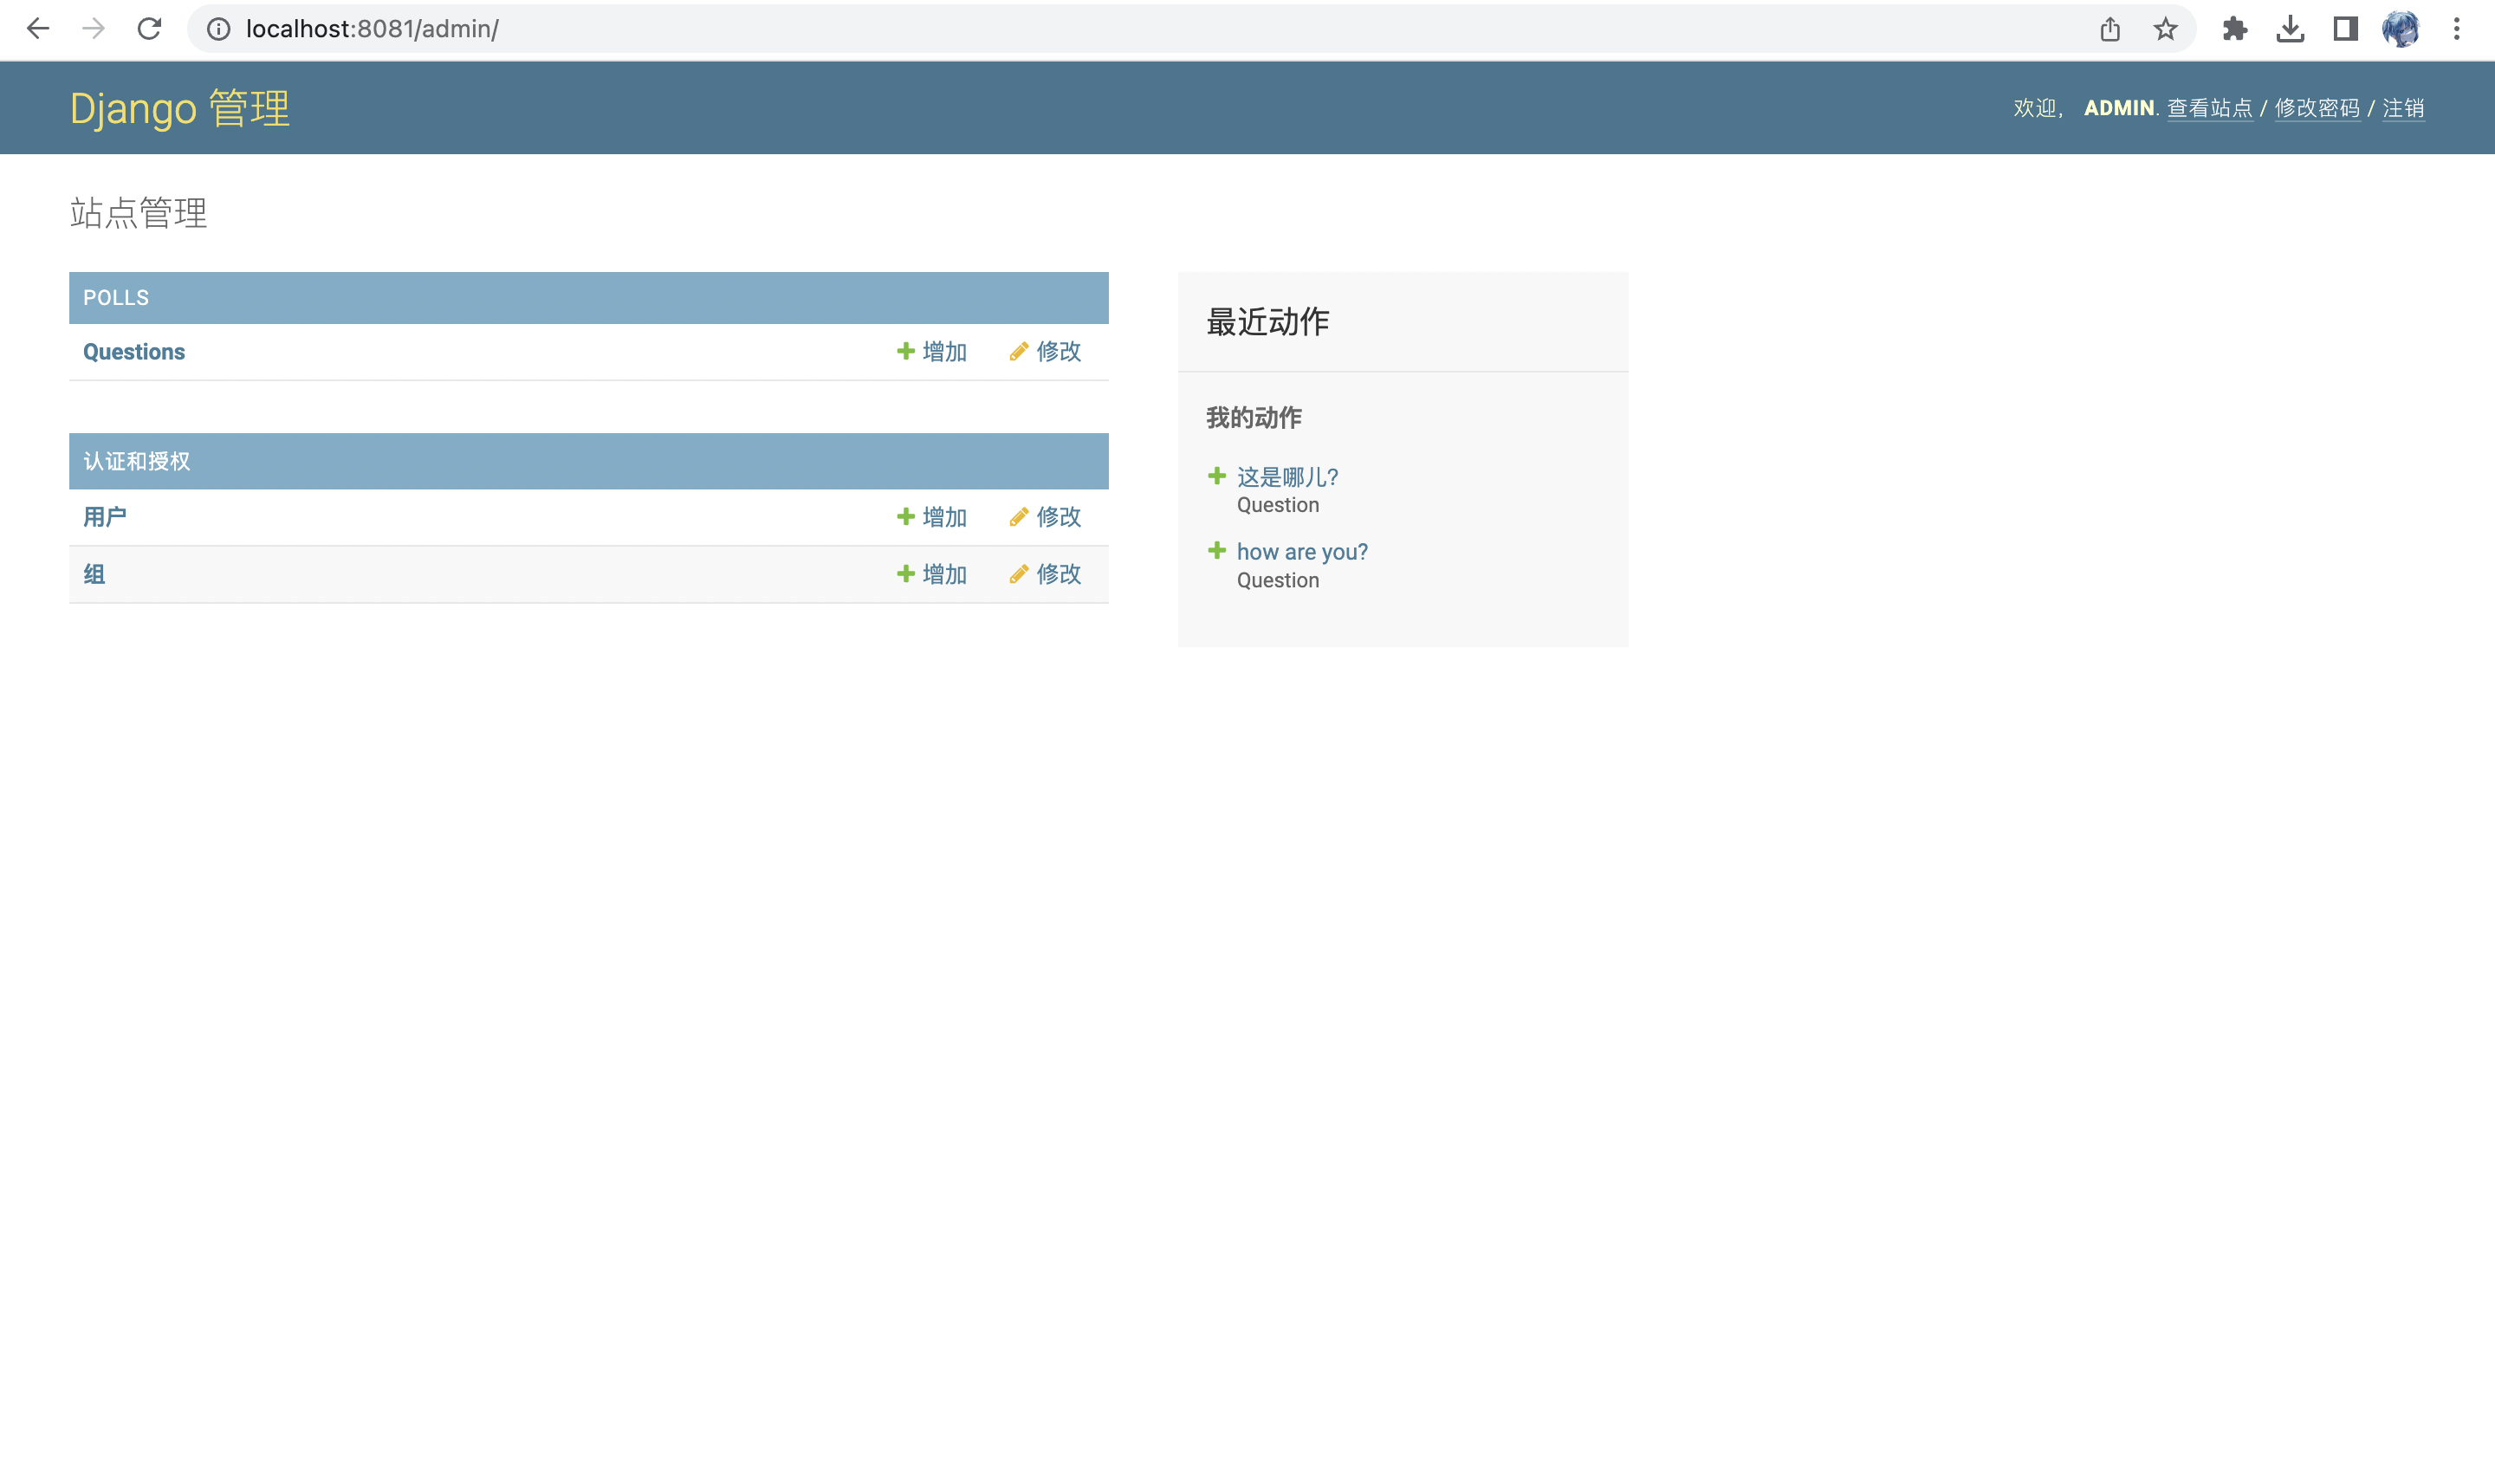 localhost:8081/admin/
Django 管理
欢迎， ADMIN. 查看站点 / 修改密码 / 注销
站点管理
POLLS
Questions 增加 修改
认证和授权
用户 增加 修改
组 增加 修改
最近动作
我的动作
这是哪儿?
Question
how are you?
Question